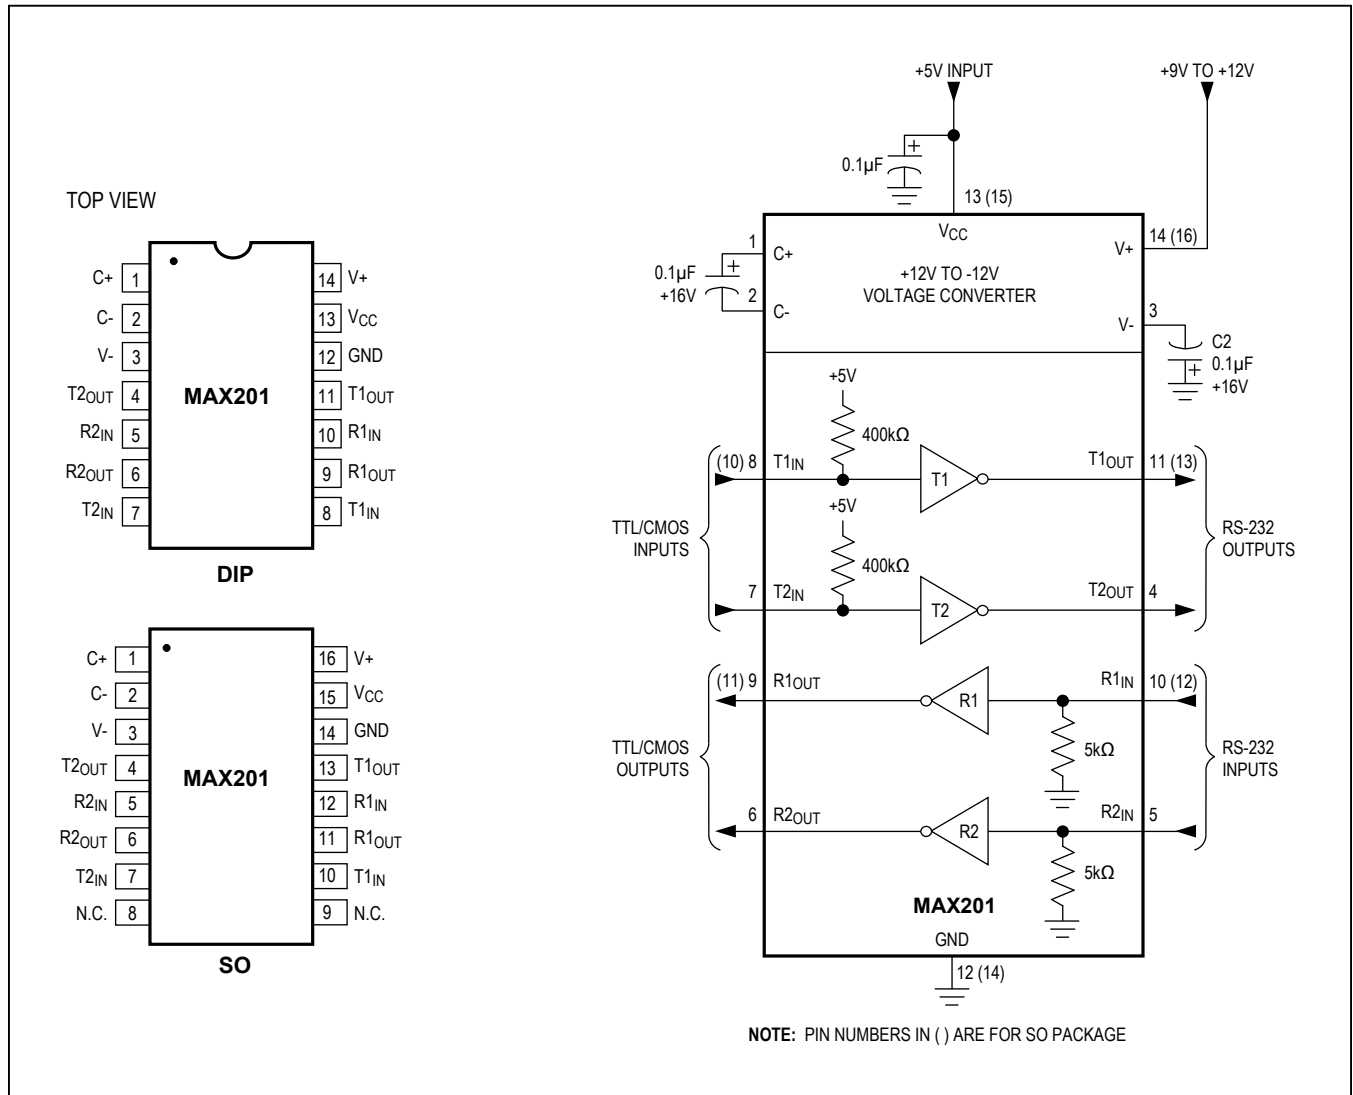 TOP VIEW
C+ 1 14 V+
C- 2 13 VCC
V- 3 12 GND
T2OUT 4 MAX201 11 T1OUT
R2IN 5 10 R1IN
R2OUT 6 9 R1OUT
T2IN 7 8 T1IN
DIP
C+ 1 16 V+
C- 2 15 VCC
V- 3 14 GND
T2OUT 4 13 T1OUT
MAX201
R2IN 5 12 R1IN
R2OUT 6 11 R1OUT
T2IN 7 10 T1IN
N.C. 8 9 N.C.
SO
+5V INPUT +9V TO +12V
0.1µF +
13 (15)
VCC
1 C+ V+ 14 (16)
0.1µF +
+16V
+12V TO -12V
VOLTAGE CONVERTER
2 C- V- 3
C2
0.1µF
+ +16V
+5V
400kΩ
(10) 8 T1IN T1 T1OUT 11 (13)
+5V
TTL/CMOS
INPUTS
RS-232
OUTPUTS
400kΩ
7 T2IN T2 T2OUT 4
(11) 9 R1OUT R1 R1IN 10 (12)
TTL/CMOS
OUTPUTS
5kΩ
RS-232
INPUTS
6 R2OUT R2 R2IN 5
5kΩ
MAX201
GND
12 (14)
NOTE: PIN NUMBERS IN ( ) ARE FOR SO PACKAGE